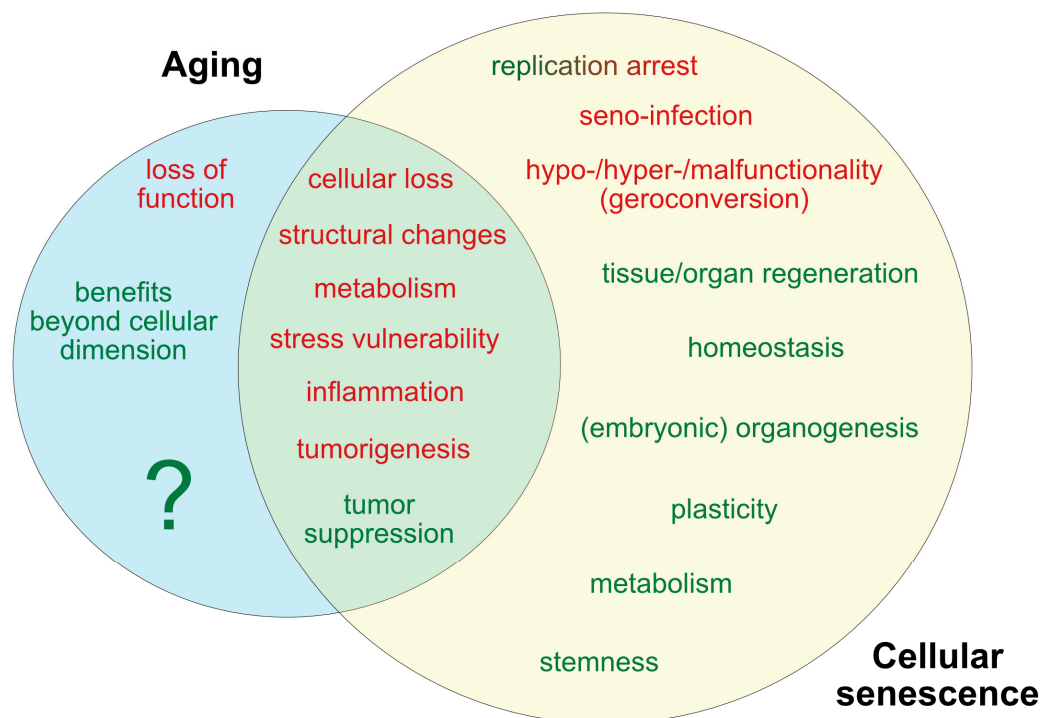 Aging
loss of
function
benefits
beyond cellular
dimension
?
cellular loss
structural changes
metabolism
stress vulnerability
inflammation
tumorigenesis
tumor
suppression
replication arrest
seno-infection
hypo-/hyper-/malfunctionality
(geroconversion)
tissue/organ regeneration
homeostasis
(embryonic) organogenesis
plasticity
metabolism
stemness
Cellular
senescence